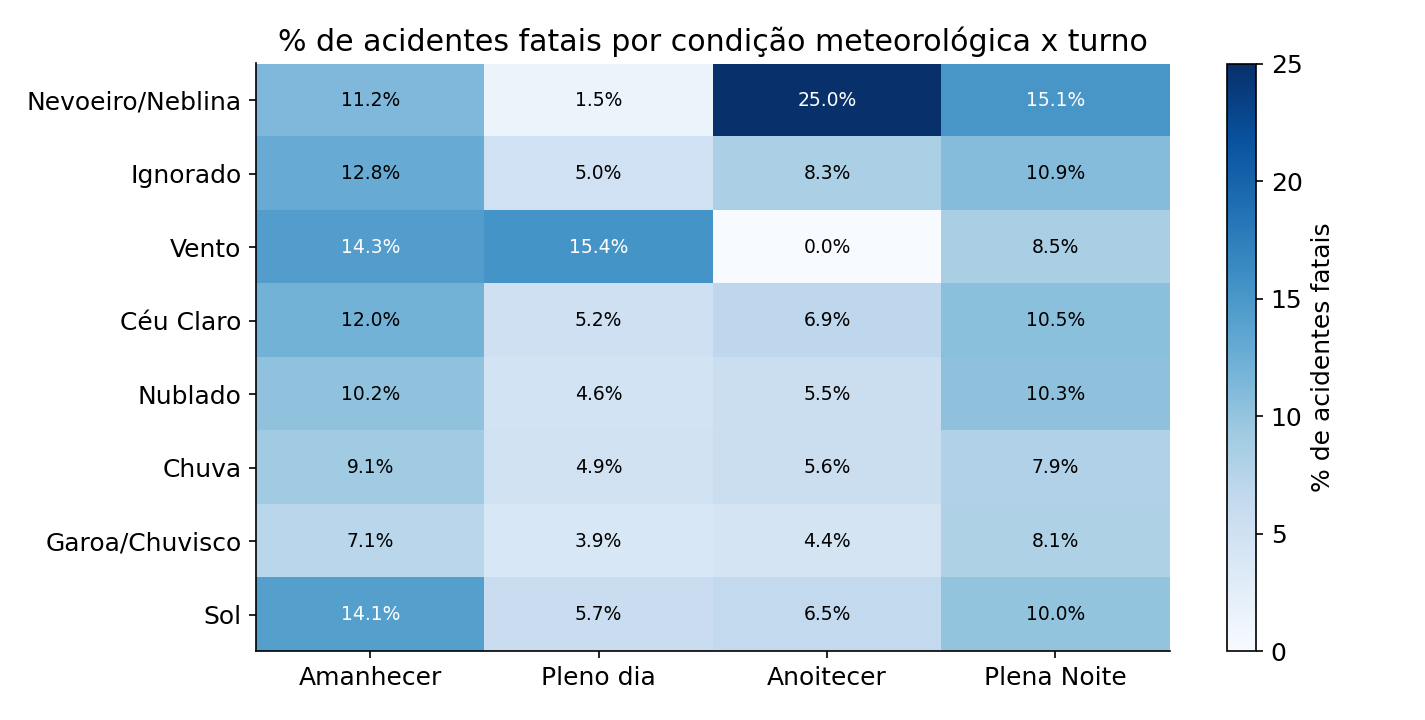 % de acidentes fatais por condição meteorológica x turno
Nevoeiro/Neblina 11.2% 1.5% 25.0% 15.1%
Ignorado 12.8% 5.0% 8.3% 10.9%
Vento 14.3% 15.4% 0.0% 8.5%
Céu Claro 12.0% 5.2% 6.9% 10.5%
Nublado 10.2% 4.6% 5.5% 10.3%
Chuva 9.1% 4.9% 5.6% 7.9%
Garoa/Chuvisco 7.1% 3.9% 4.4% 8.1%
Sol 14.1% 5.7% 6.5% 10.0%
Amanhecer Pleno dia Anoitecer Plena Noite
25
20
15
10
5
0
% de acidentes fatais